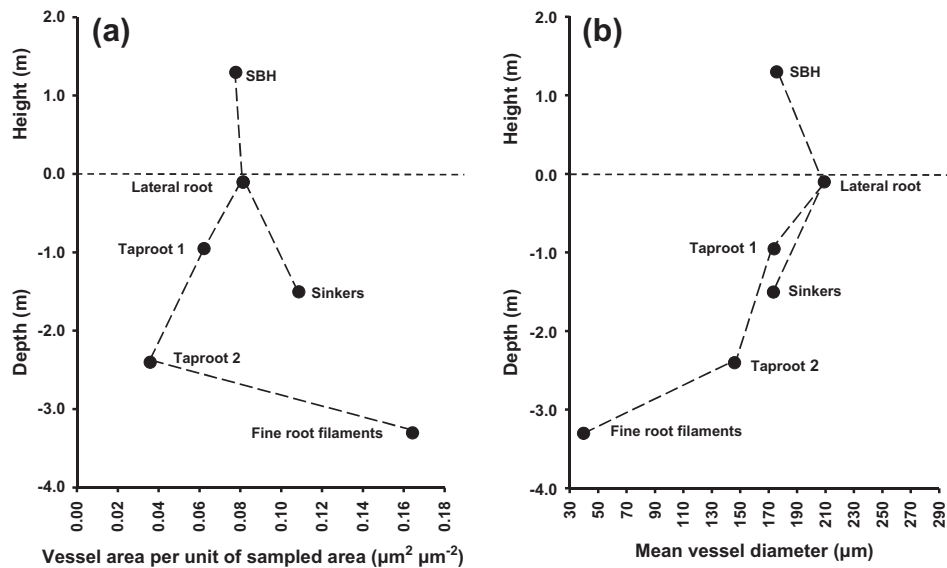 (a)
Height (m)
Depth (m)
2.0
1.0
0.0
-1.0
-2.0
-3.0
-4.0
SBH
Lateral root
Taproot 1
Sinkers
Taproot 2
Fine root filaments
0.00 0.02 0.04 0.06 0.08 0.10 0.12 0.14 0.16 0.18
Vessel area per unit of sampled area (µm² µm⁻²)
(b)
Height (m)
Depth (m)
2.0
1.0
0.0
-1.0
-2.0
-3.0
-4.0
SBH
Lateral root
Taproot 1
Sinkers
Taproot 2
Fine root filaments
30 50 70 90 110 130 150 170 190 210 230 250 270 290
Mean vessel diameter (µm)